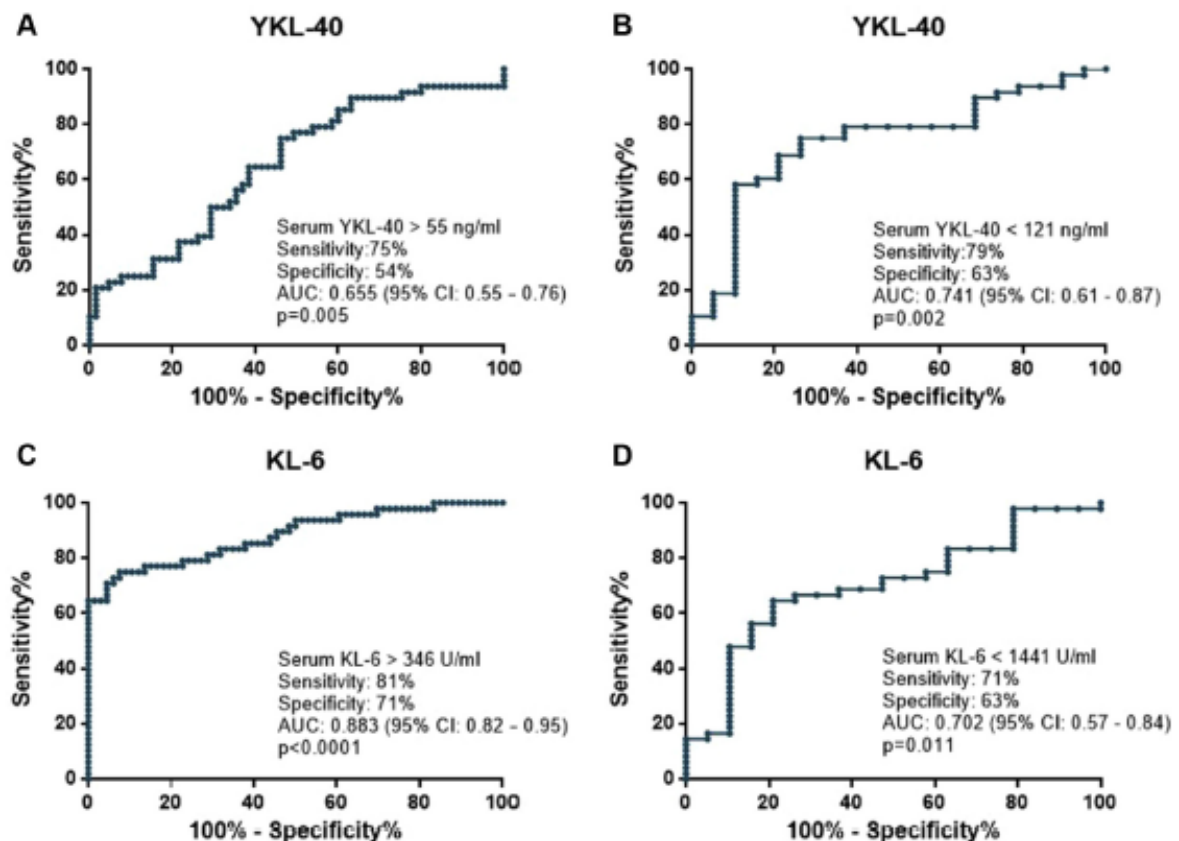 A
YKL-40
100
80
60
40
20
0
Sensitivity%
Serum YKL-40 > 55 ng/ml
Sensitivity:75%
Specificity: 54%
AUC: 0.655 (95% CI: 0.55 - 0.76)
p=0.005
0 20 40 60 80 100
100% - Specificity%
B
YKL-40
100
80
60
40
20
0
Sensitivity%
Serum YKL-40 < 121 ng/ml
Sensitivity:79%
Specificity: 63%
AUC: 0.741 (95% CI: 0.61 - 0.87)
p=0.002
0 20 40 60 80 100
100% - Specificity%
C
KL-6
100
80
60
40
20
0
Sensitivity%
Serum KL-6 > 346 U/ml
Sensitivity: 81%
Specificity: 71%
AUC: 0.883 (95% CI: 0.82 - 0.95)
p<0.0001
0 20 40 60 80 100
100% - Specificity%
D
KL-6
100
80
60
40
20
0
Sensitivity%
Serum KL-6 < 1441 U/ml
Sensitivity: 71%
Specificity: 63%
AUC: 0.702 (95% CI: 0.57 - 0.84)
p=0.011
0 20 40 60 80 100
100% - Specificity%